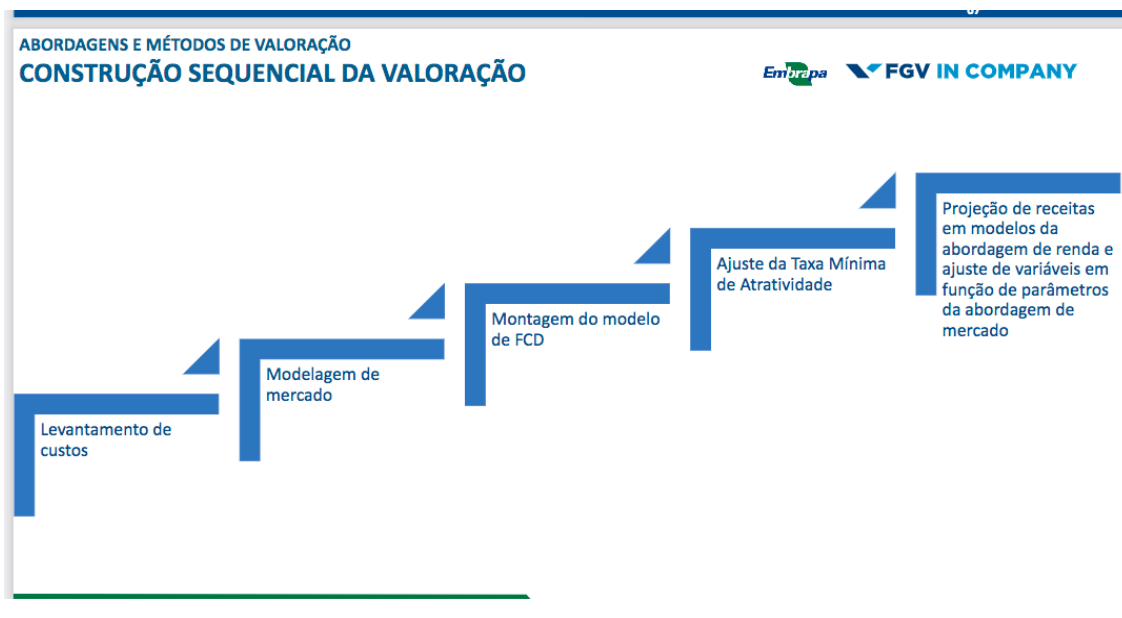 07
ABORDAGENS E MÉTODOS DE VALORAÇÃO
CONSTRUÇÃO SEQUENCIAL DA VALORAÇÃO
Embrapa
FGV IN COMPANY
Levantamento de
custos
Modelagem de
mercado
Montagem do modelo
de FCD
Ajuste da Taxa Mínima
de Atratividade
Projeção de receitas
em modelos da
abordagem de renda e
ajuste de variáveis em
função de parâmetros
da abordagem de
mercado